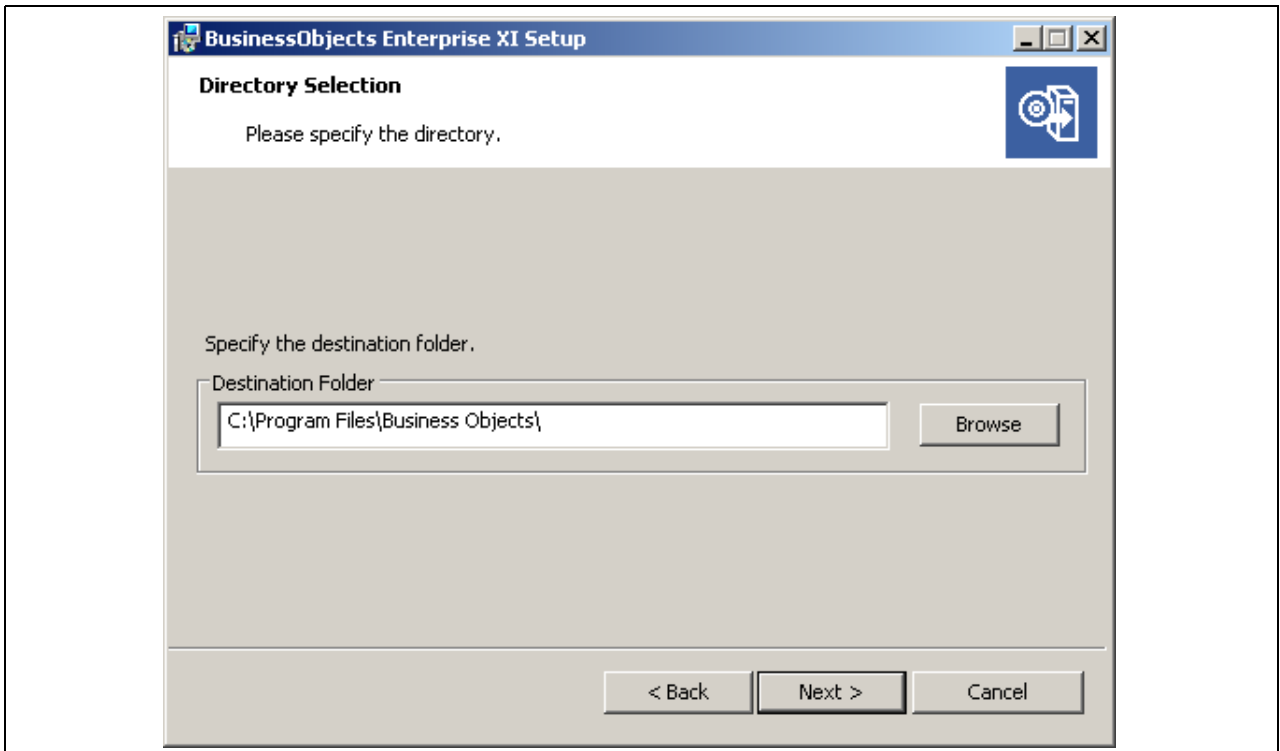 BusinessObjects Enterprise XI Setup
Directory Selection
Please specify the directory.
Specify the destination folder.
Destination Folder
C:\Program Files\Business Objects\
Browse
< Back
Next >
Cancel